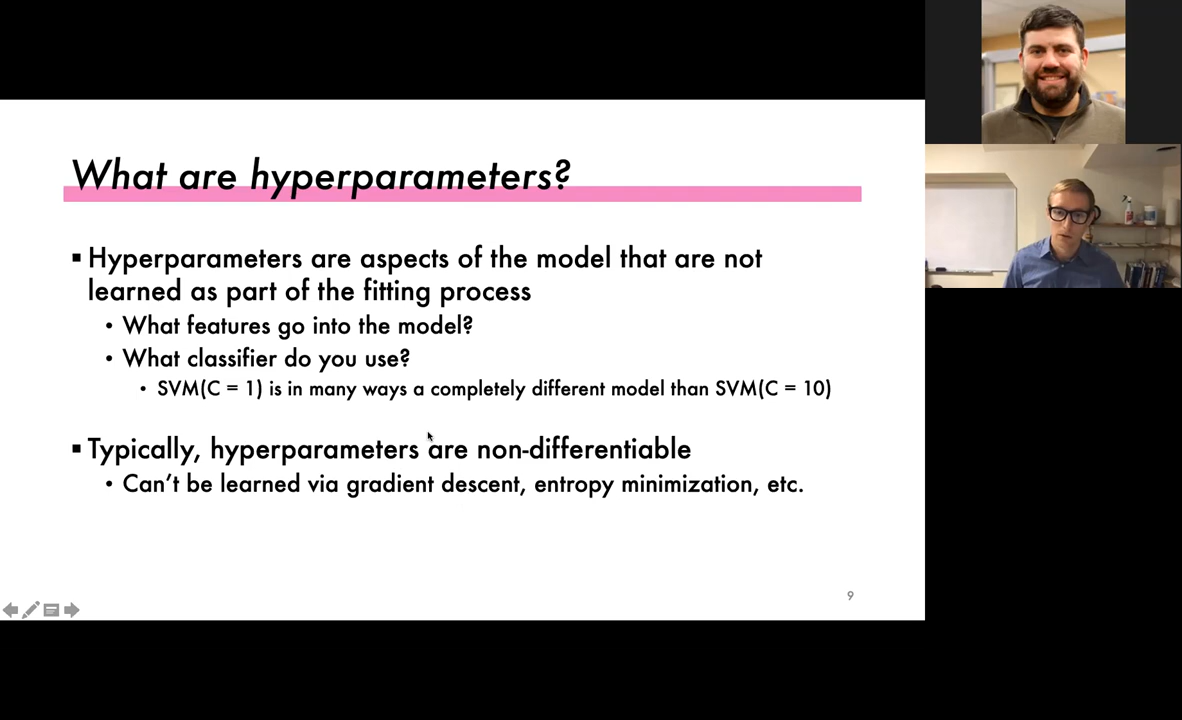 What are hyperparameters?
▪ Hyperparameters are aspects of the model that are not
learned as part of the fitting process
• What features go into the model?
• What classifier do you use?
• SVM(C = 1) is in many ways a completely different model than SVM(C = 10)
▪ Typically, hyperparameters are non-differentiable
• Can't be learned via gradient descent, entropy minimization, etc.
9